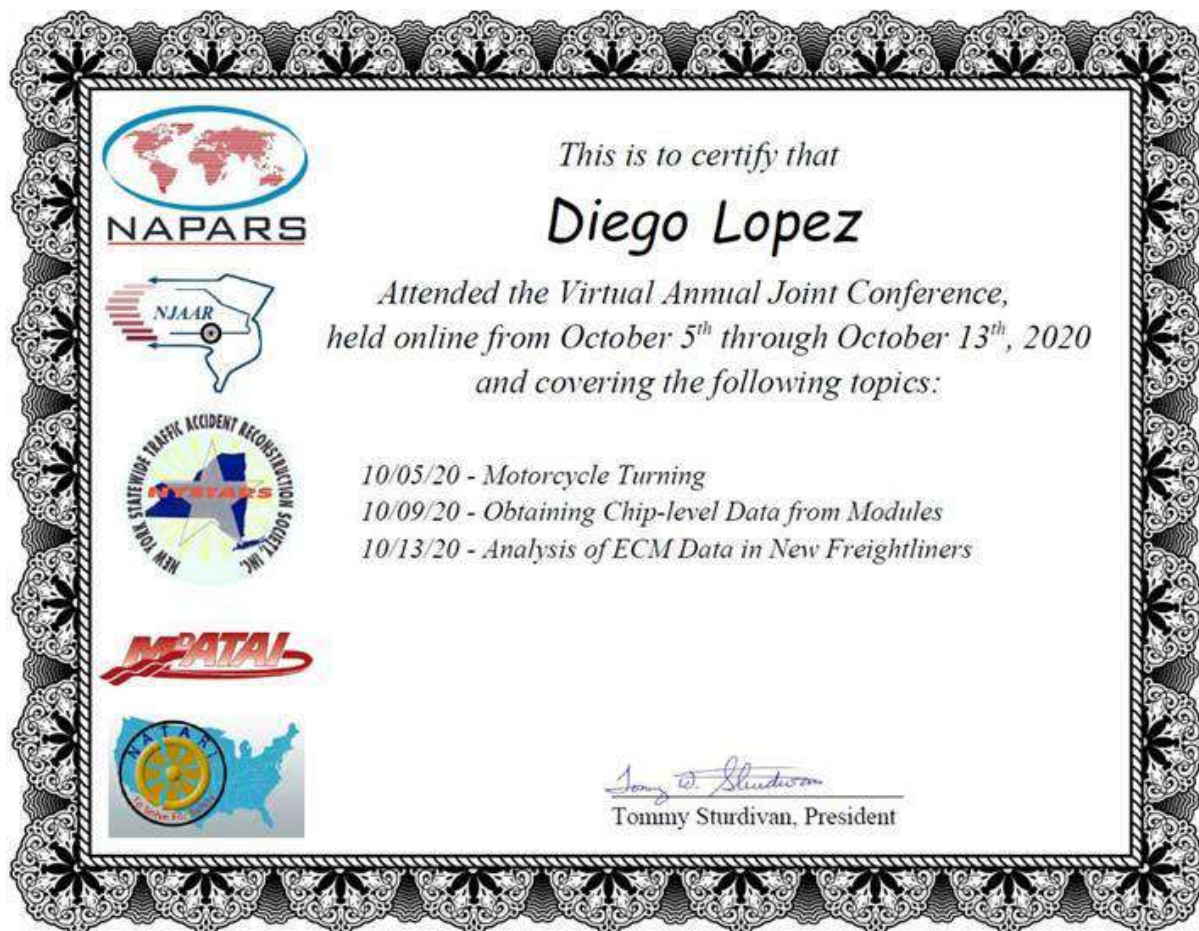 NAPARS
This is to certify that
Diego Lopez
Attended the Virtual Annual Joint Conference,
held online from October 5th through October 13th, 2020
and covering the following topics:
10/05/20 - Motorcycle Turning
10/09/20 - Obtaining Chip-level Data from Modules
10/13/20 - Analysis of ECM Data in New Freightliners
NJAAR
NEW YORK STATEWIDE TRAFFIC ACCIDENT RECONSTRUCTION SOCIETY, INC.
NYSTARS
MdATAI
NATARI
Tommy Sturdivan, President